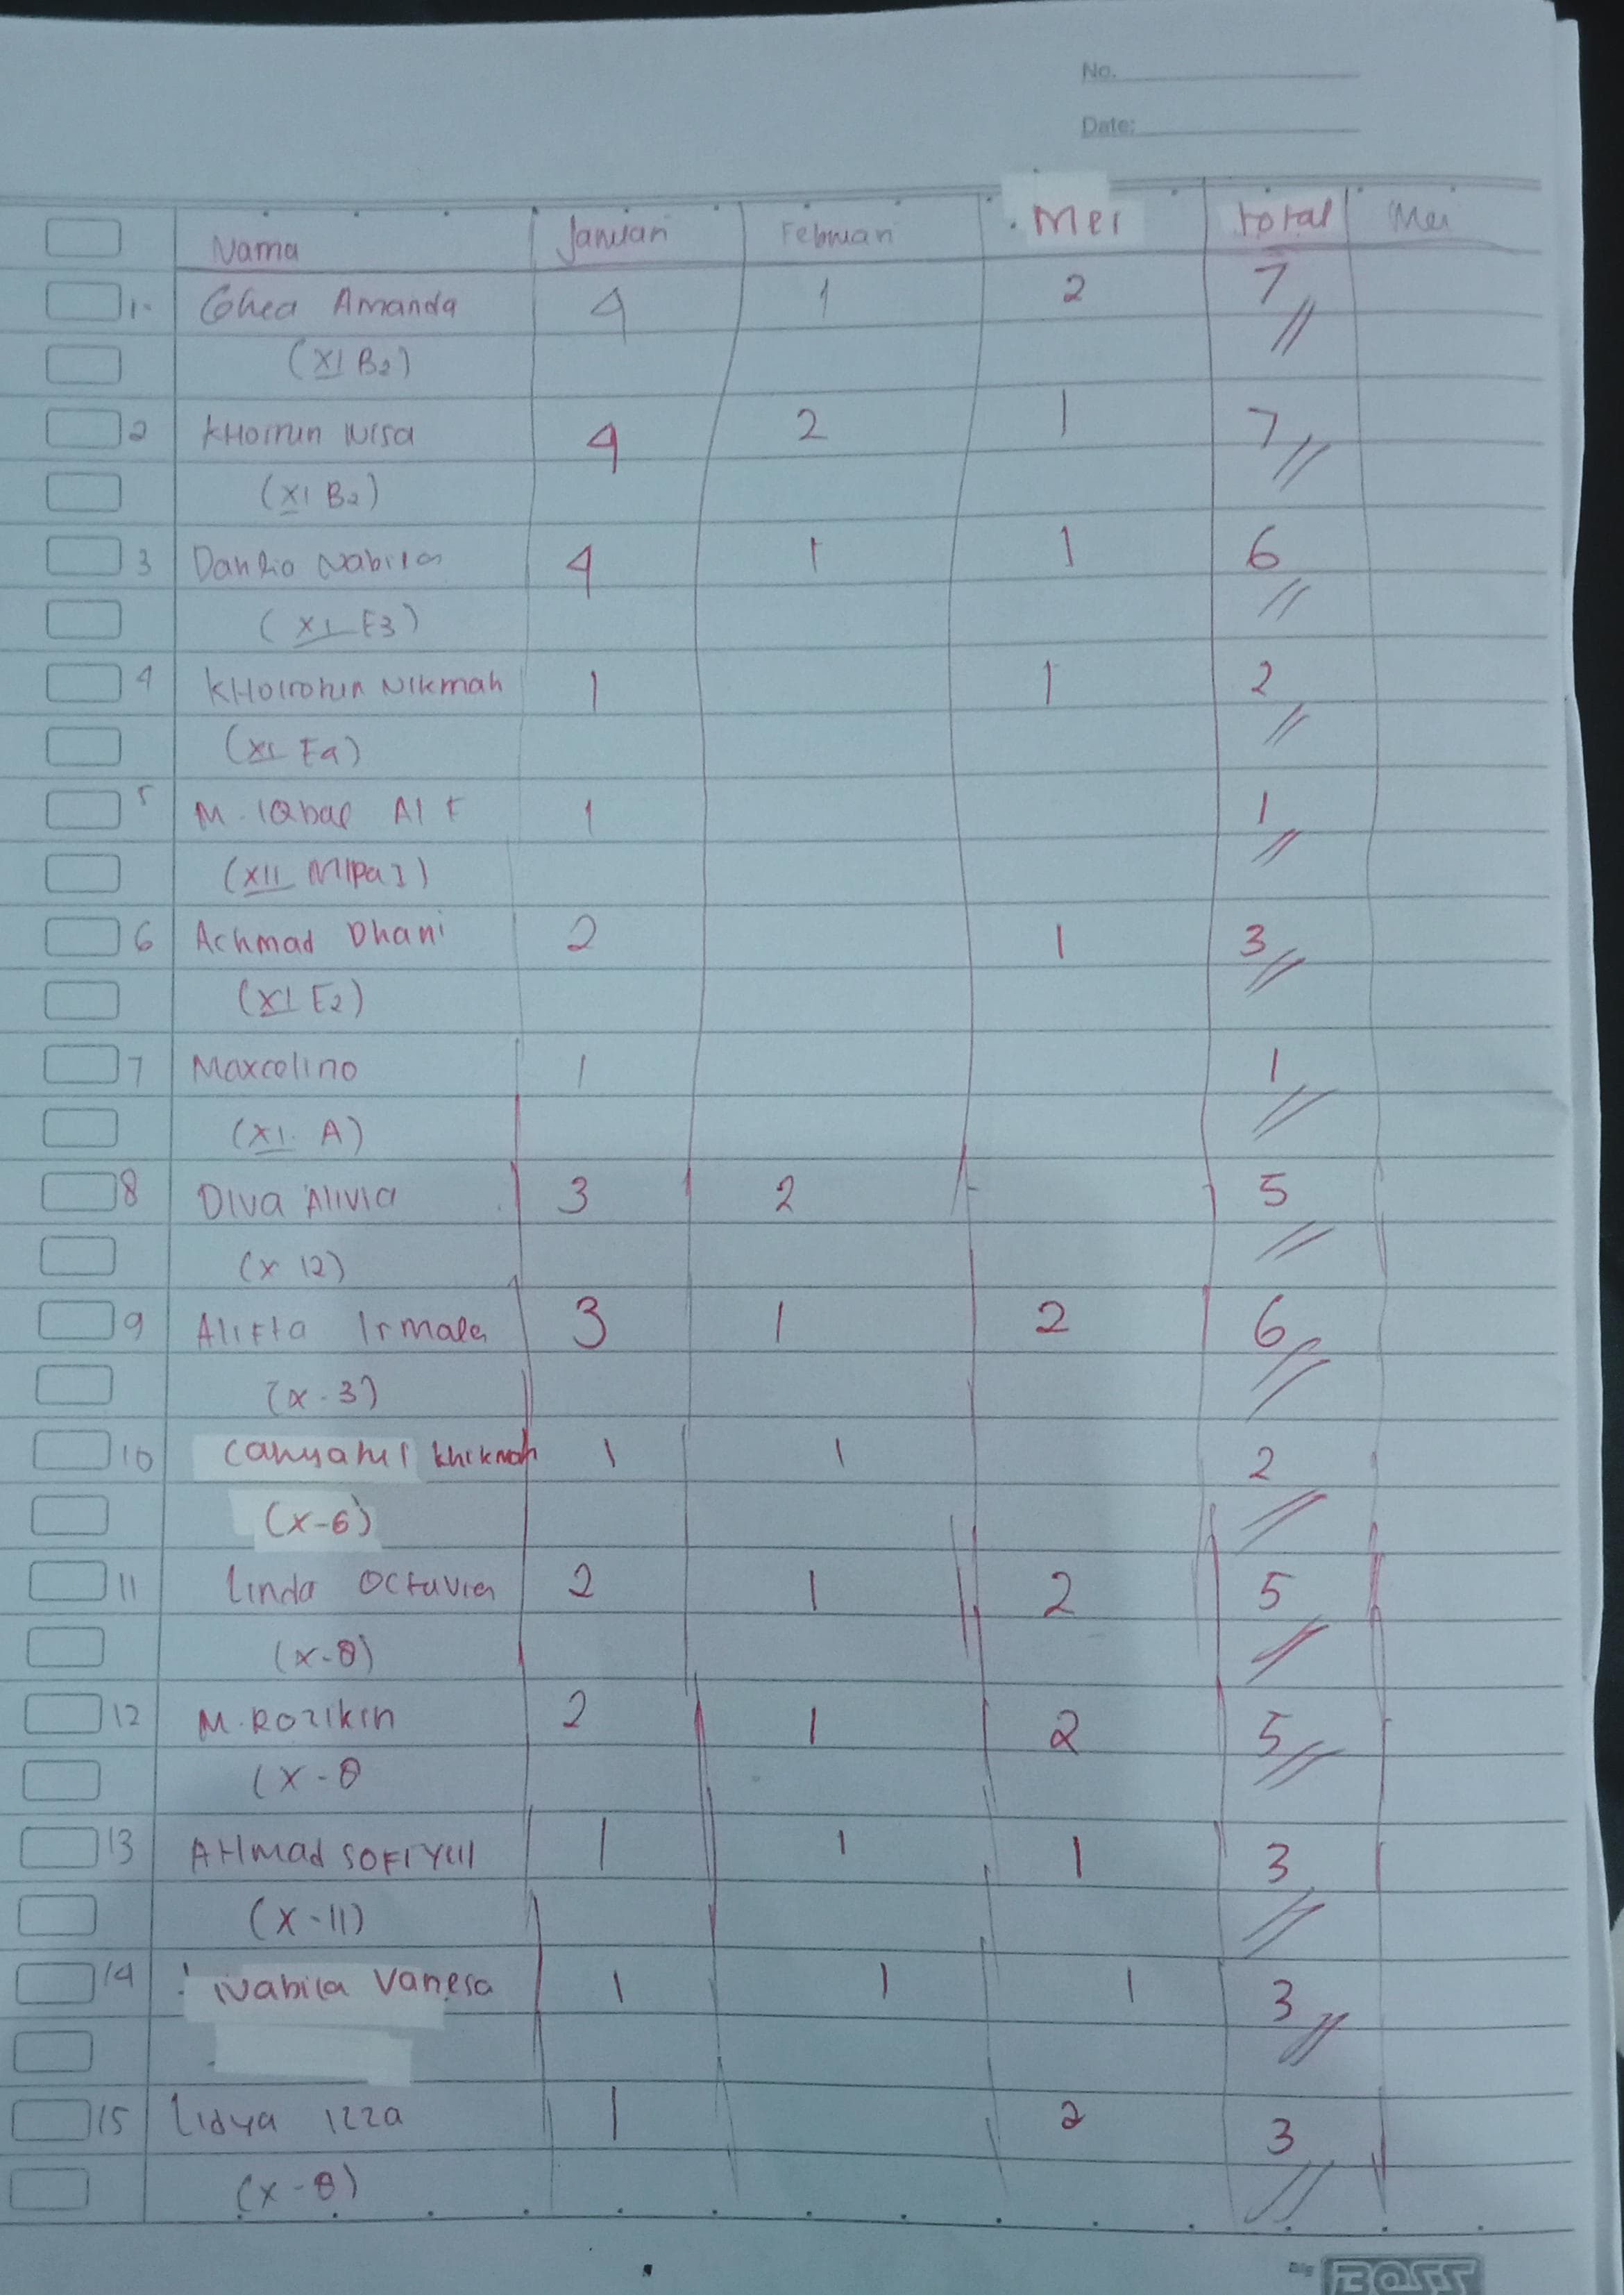 No.
Date:
Nama Januari Februari Mei total Mei
1. Ghea Amanda 4 1 2 7
(XI B2)
2 KHoirun Nisa 4 2 1 7
(XI B2)
3 Dahlia Nabila 4 1 1 6
(XI E3)
4 KHoirotun Nikmah 1 1 2
(XI E4)
5 M. IQbal Al F 1 1
(XII MIPA I)
6 Achmad Dhani 2 1 3
(XI E2)
7 Maxcelino 1 1
(XI. A)
8 Diva Alivia 3 2 5
(X 12)
9 Alifta Irmala 3 1 2 6
(X-3)
10 Cahyatul Khikmah 1 1 2
(X-6)
11 Linda Octavia 2 1 2 5
(X-8)
12 M. Rozikin 2 1 2 5
(X-8
13 AHmad SOFIYUl 1 1 1 3
(X-11)
14 Nabila Vanesa 1 1 1 3
15 Lidya Izza 1 2 3
(X-8)
Big BOSS